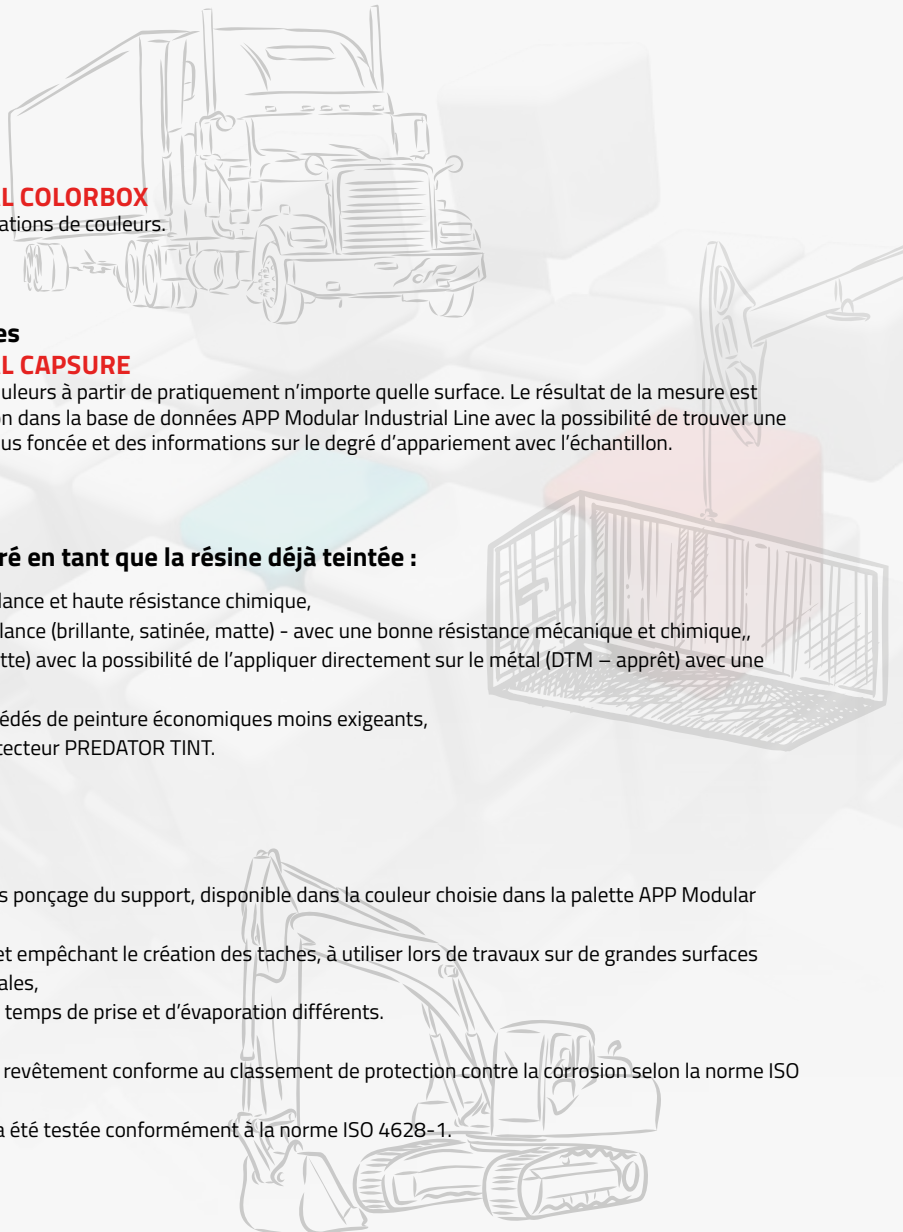 L COLORBOX
ations de couleurs.
es
L CAPSURE
uleurs à partir de pratiquement n’importe quelle surface. Le résultat de la mesure est
on dans la base de données APP Modular Industrial Line avec la possibilité de trouver une
us foncée et des informations sur le degré d’appariement avec l’échantillon.
ré en tant que la résine déjà teintée :
lance et haute résistance chimique,
lance (brillante, satinée, matte) - avec une bonne résistance mécanique et chimique,,
tte) avec la possibilité de l’appliquer directement sur le métal (DTM – apprêt) avec une
édés de peinture économiques moins exigeants,
tecteur PREDATOR TINT.
s ponçage du support, disponible dans la couleur choisie dans la palette APP Modular
et empêchant le création des taches, à utiliser lors de travaux sur de grandes surfaces
ales,
temps de prise et d’évaporation différents.
revêtement conforme au classement de protection contre la corrosion selon la norme ISO
a été testée conformément à la norme ISO 4628-1.